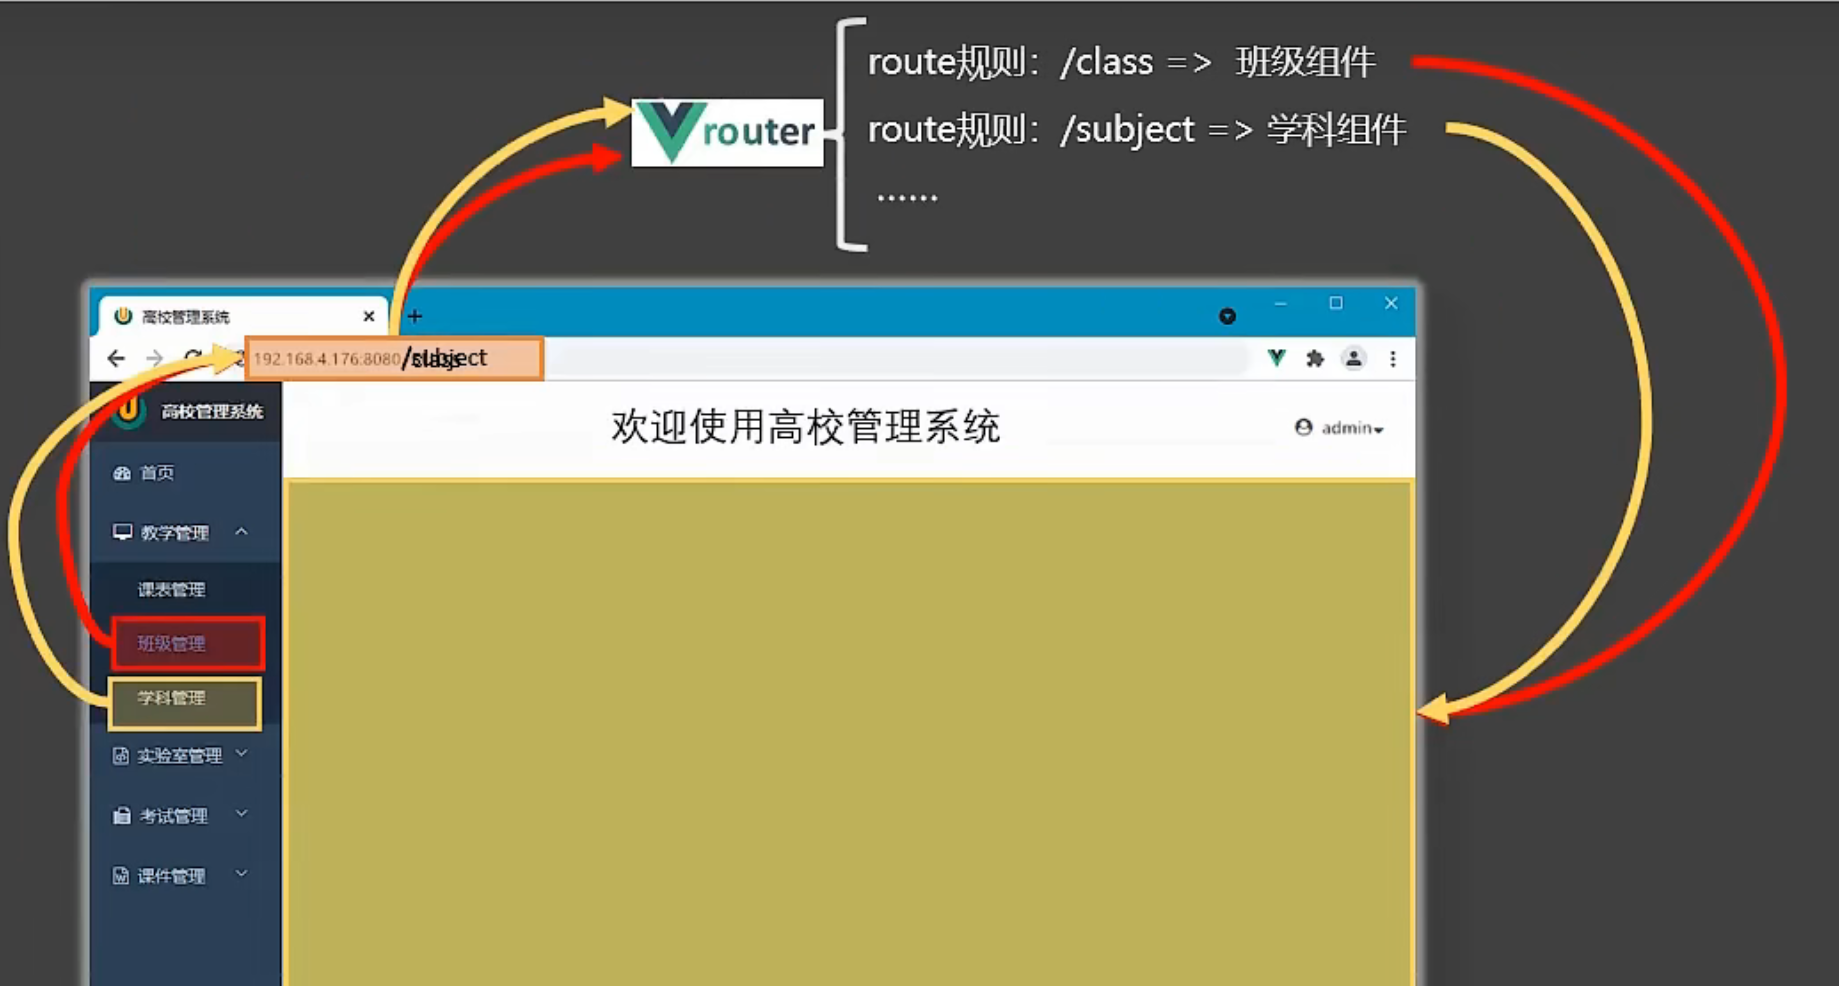 route规则：/class => 班级组件
router
route规则：/subject => 学科组件
······
高校管理系统
192.168.4.176:8080 /subject
高校管理系统
欢迎使用高校管理系统
admin
首页
教学管理
课表管理
班级管理
学科管理
实验室管理
考试管理
课件管理